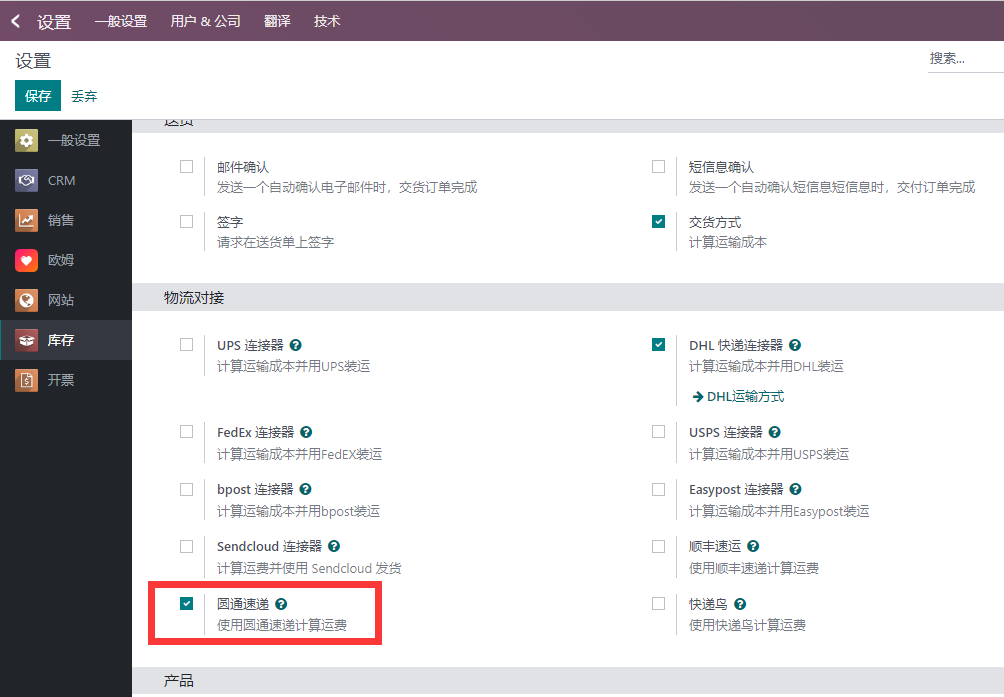 设置 一般设置 用户 & 公司 翻译 技术
设置
搜索...
保存 丢弃
一般设置
CRM
销售
欧姆
网站
库存
开票
送货
邮件确认
发送一个自动确认电子邮件时，交货订单完成
短信息确认
发送一个自动确认短信息短信息时，交付订单完成
签字
请求在送货单上签字
交货方式
计算运输成本
物流对接
UPS 连接器
计算运输成本并用UPS装运
DHL 快递连接器
计算运输成本并用DHL装运
DHL运输方式
FedEx 连接器
计算运输成本并用FedEX装运
USPS 连接器
计算运输成本并用USPS装运
bpost 连接器
计算运输成本并用bpost装运
Easypost 连接器
计算运输成本并用Easypost装运
Sendcloud 连接器
计算运费并使用 Sendcloud 发货
顺丰速运
使用顺丰速递计算运费
圆通速递
使用圆通速递计算运费
快递鸟
使用快递鸟计算运费
产品